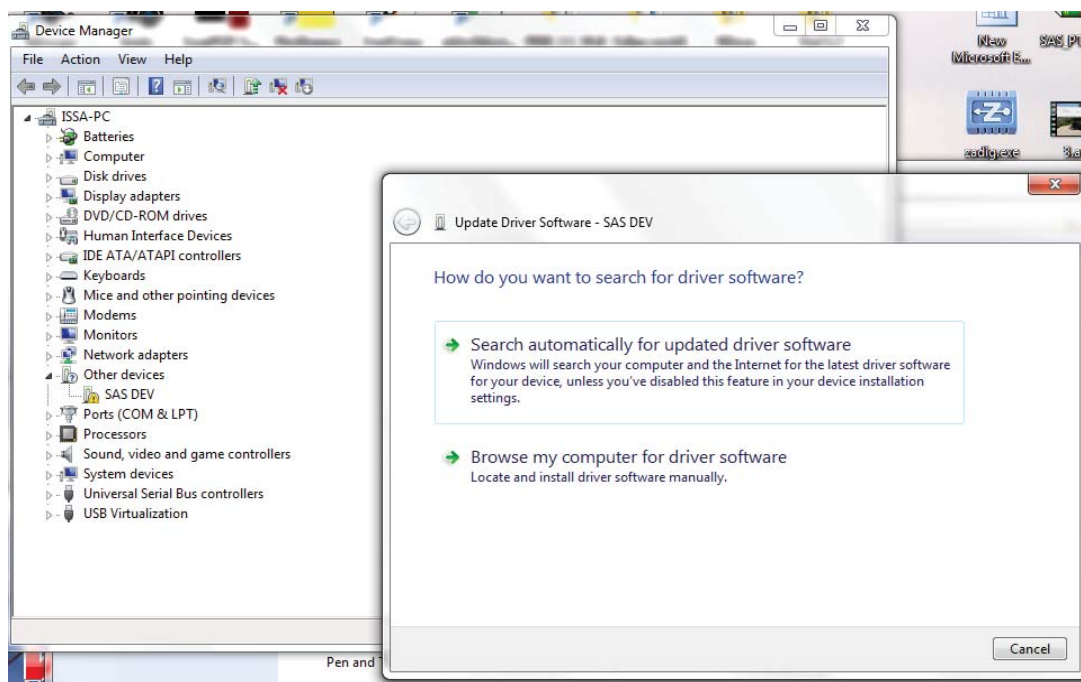 Device Manager
File Action View Help
ISSA-PC
Batteries
Computer
Disk drives
Display adapters
DVD/CD-ROM drives
Human Interface Devices
IDE ATA/ATAPI controllers
Keyboards
Mice and other pointing devices
Modems
Monitors
Network adapters
Other devices
SAS DEV
Ports (COM & LPT)
Processors
Sound, video and game controllers
System devices
Universal Serial Bus controllers
USB Virtualization
New
Microsoft E...
zadig.exe
Update Driver Software - SAS DEV
How do you want to search for driver software?
Search automatically for updated driver software
Windows will search your computer and the Internet for the latest driver software
for your device, unless you've disabled this feature in your device installation
settings.
Browse my computer for driver software
Locate and install driver software manually.
Cancel
Pen and